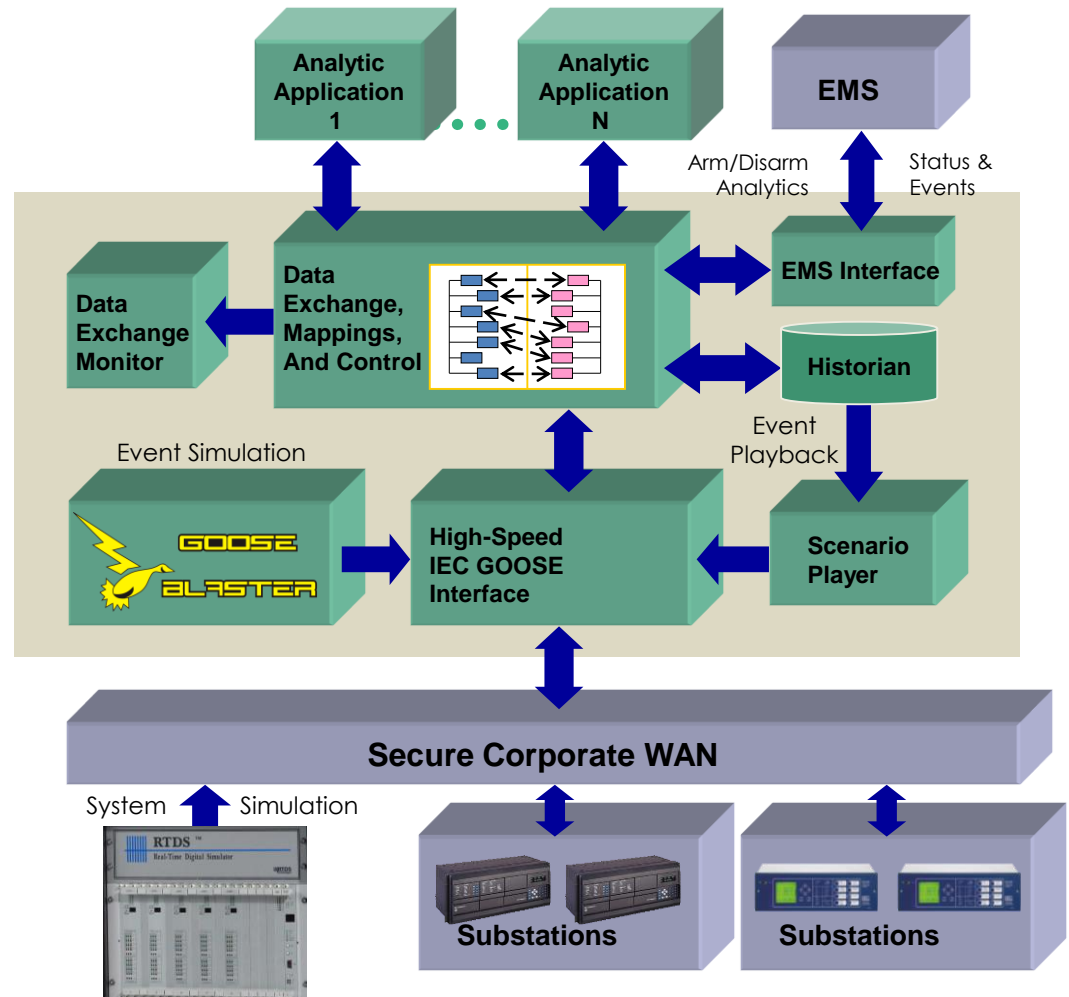 Analytic
Application
1
Analytic
Application
N
EMS
Arm/Disarm
Analytics
Status &
Events
Data
Exchange
Monitor
Data
Exchange,
Mappings,
And Control
EMS Interface
Historian
Event
Playback
Event Simulation
GOOSE
BLASTER
High-Speed
IEC GOOSE
Interface
Scenario
Player
Secure Corporate WAN
System Simulation
RTDS ™
Real-Time Digital Simulator
RTDS
Substations
Substations